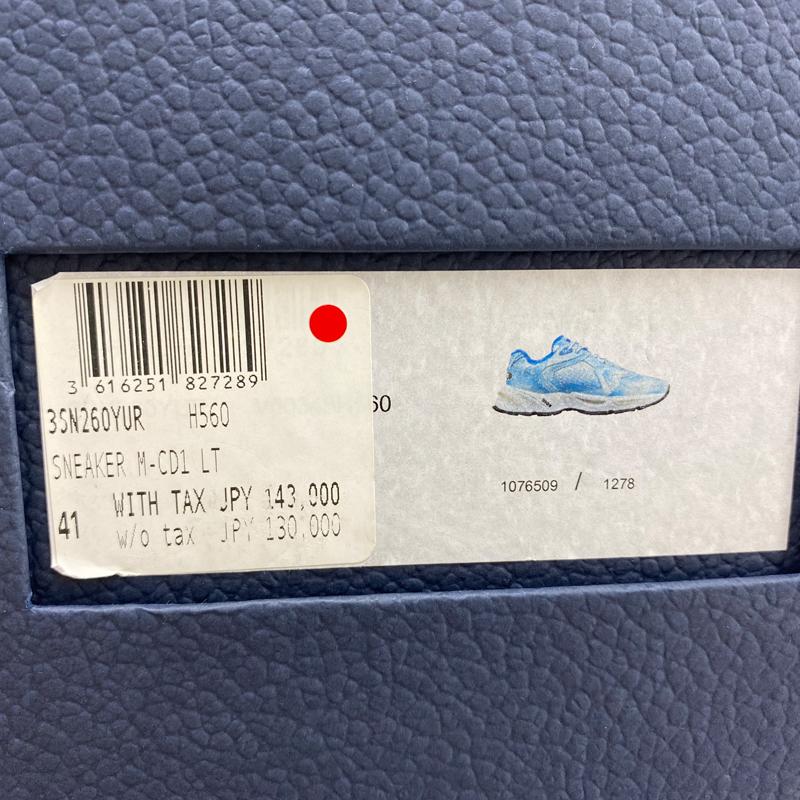 3 616251 827289
3SN260YUR H560
SNEAKER M-CD1 LT
WITH TAX JPY 143,000
41 w/o tax JPY 130,000
60
1076509 / 1278